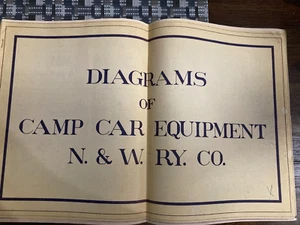 DIAGRAMS
OF
CAMP CAR EQUIPMENT
N. & W. RY. CO.